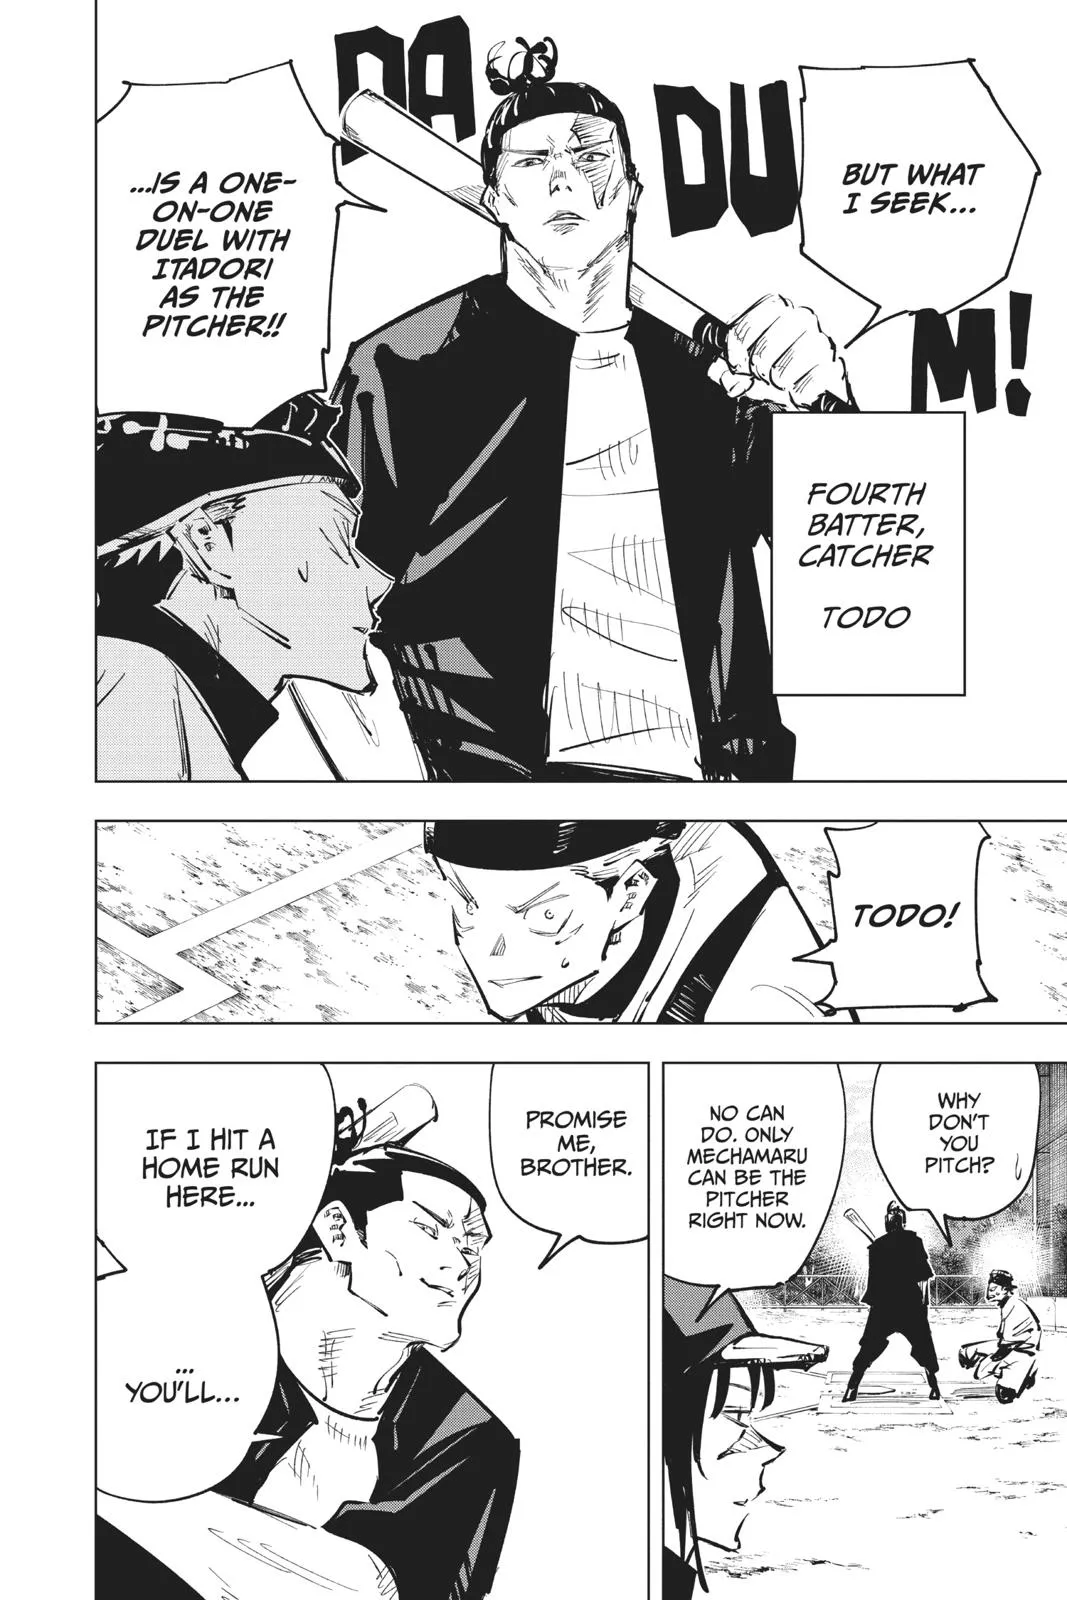 BUT WHAT
I SEEK...
DA
DU
M!
...IS A ONE-
ON-ONE
DUEL WITH
ITADORI
AS THE
PITCHER!!
FOURTH
BATTER,
CATCHER
TODO
TODO!
WHY
DON'T
YOU
PITCH?
NO CAN
DO. ONLY
MECHAMARU
CAN BE THE
PITCHER
RIGHT NOW.
PROMISE
ME,
BROTHER.
IF I HIT A
HOME RUN
HERE...
...
YOU'LL...